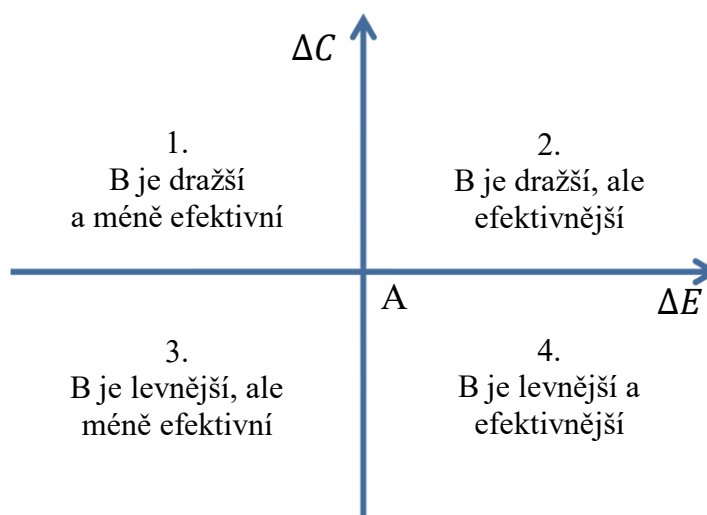 ΔC
1.
B je dražší
a méně efektivní
2.
B je dražší, ale
efektivnější
A
ΔE
3.
B je levnější, ale
méně efektivní
4.
B je levnější a
efektivnější